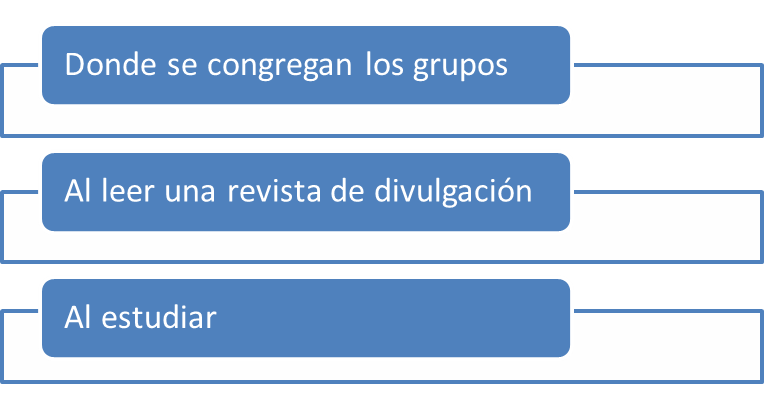 Donde se congregan los grupos
Al leer una revista de divulgación
Al estudiar